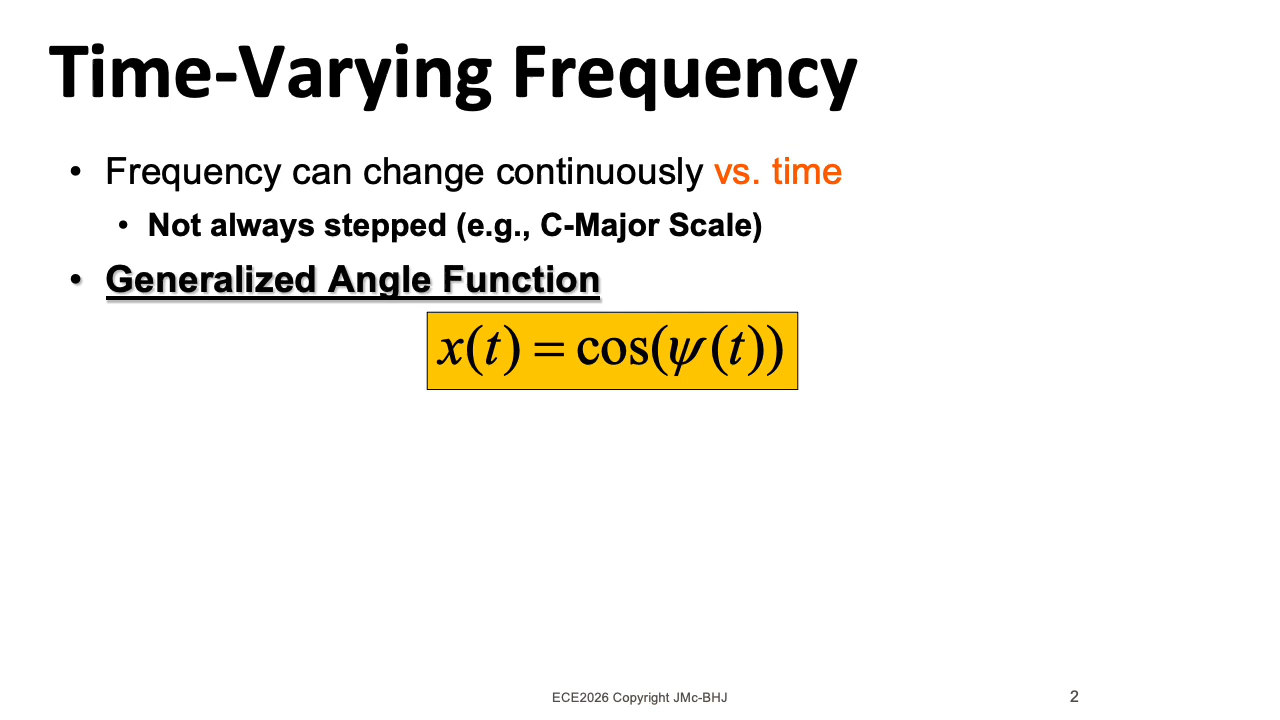 Time-Varying Frequency
• Frequency can change continuously vs. time
• Not always stepped (e.g., C-Major Scale)
• Generalized Angle Function
x(t) = cos(ψ(t))
ECE2026 Copyright JMc-BHJ
2